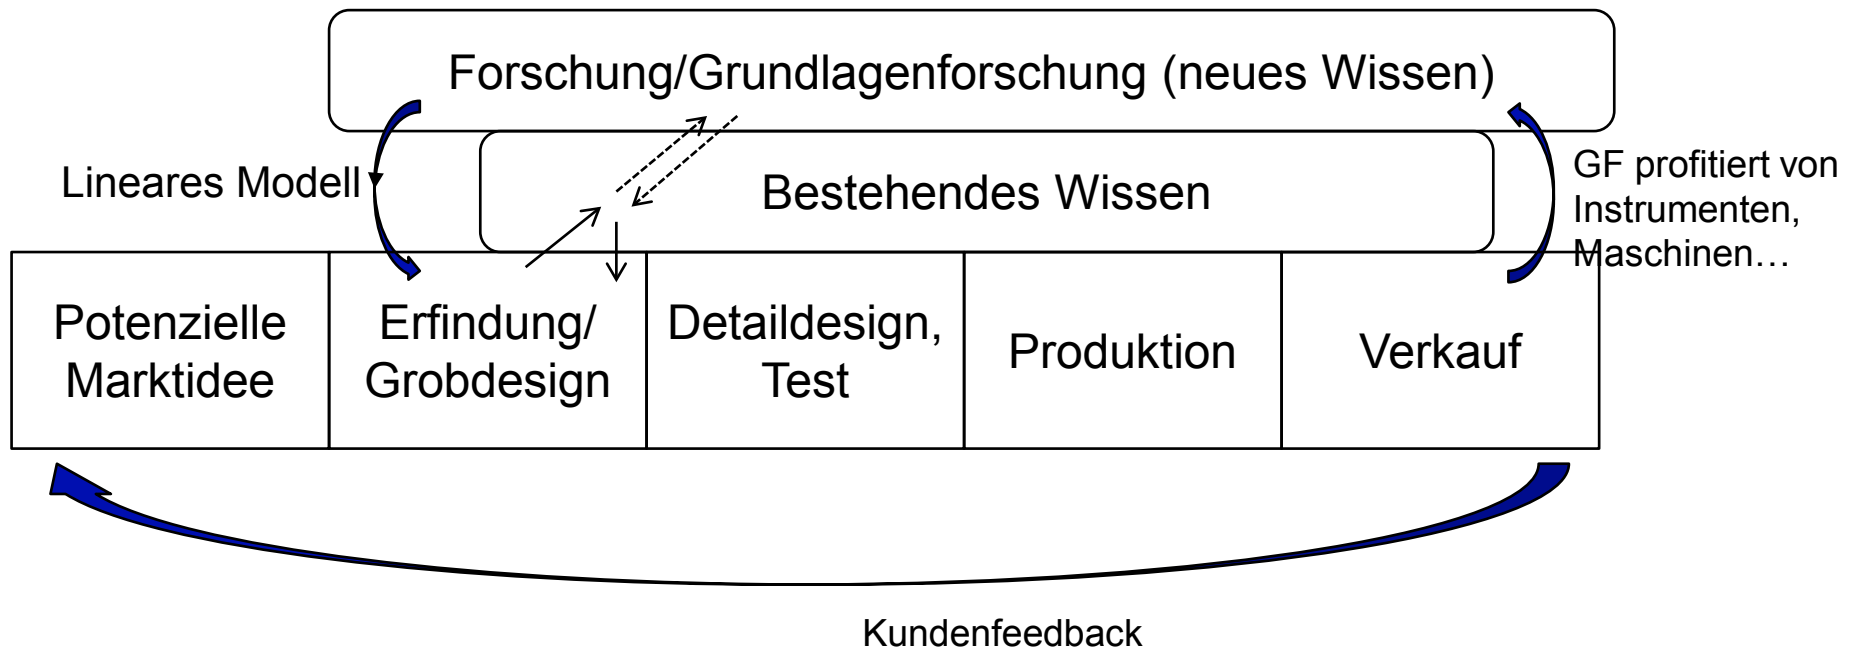 Forschung/Grundlagenforschung (neues Wissen)
Lineares Modell
Bestehendes Wissen
GF profitiert von
Instrumenten,
Maschinen…
Potenzielle
Marktidee
Erfindung/
Grobdesign
Detaildesign,
Test
Produktion
Verkauf
Kundenfeedback